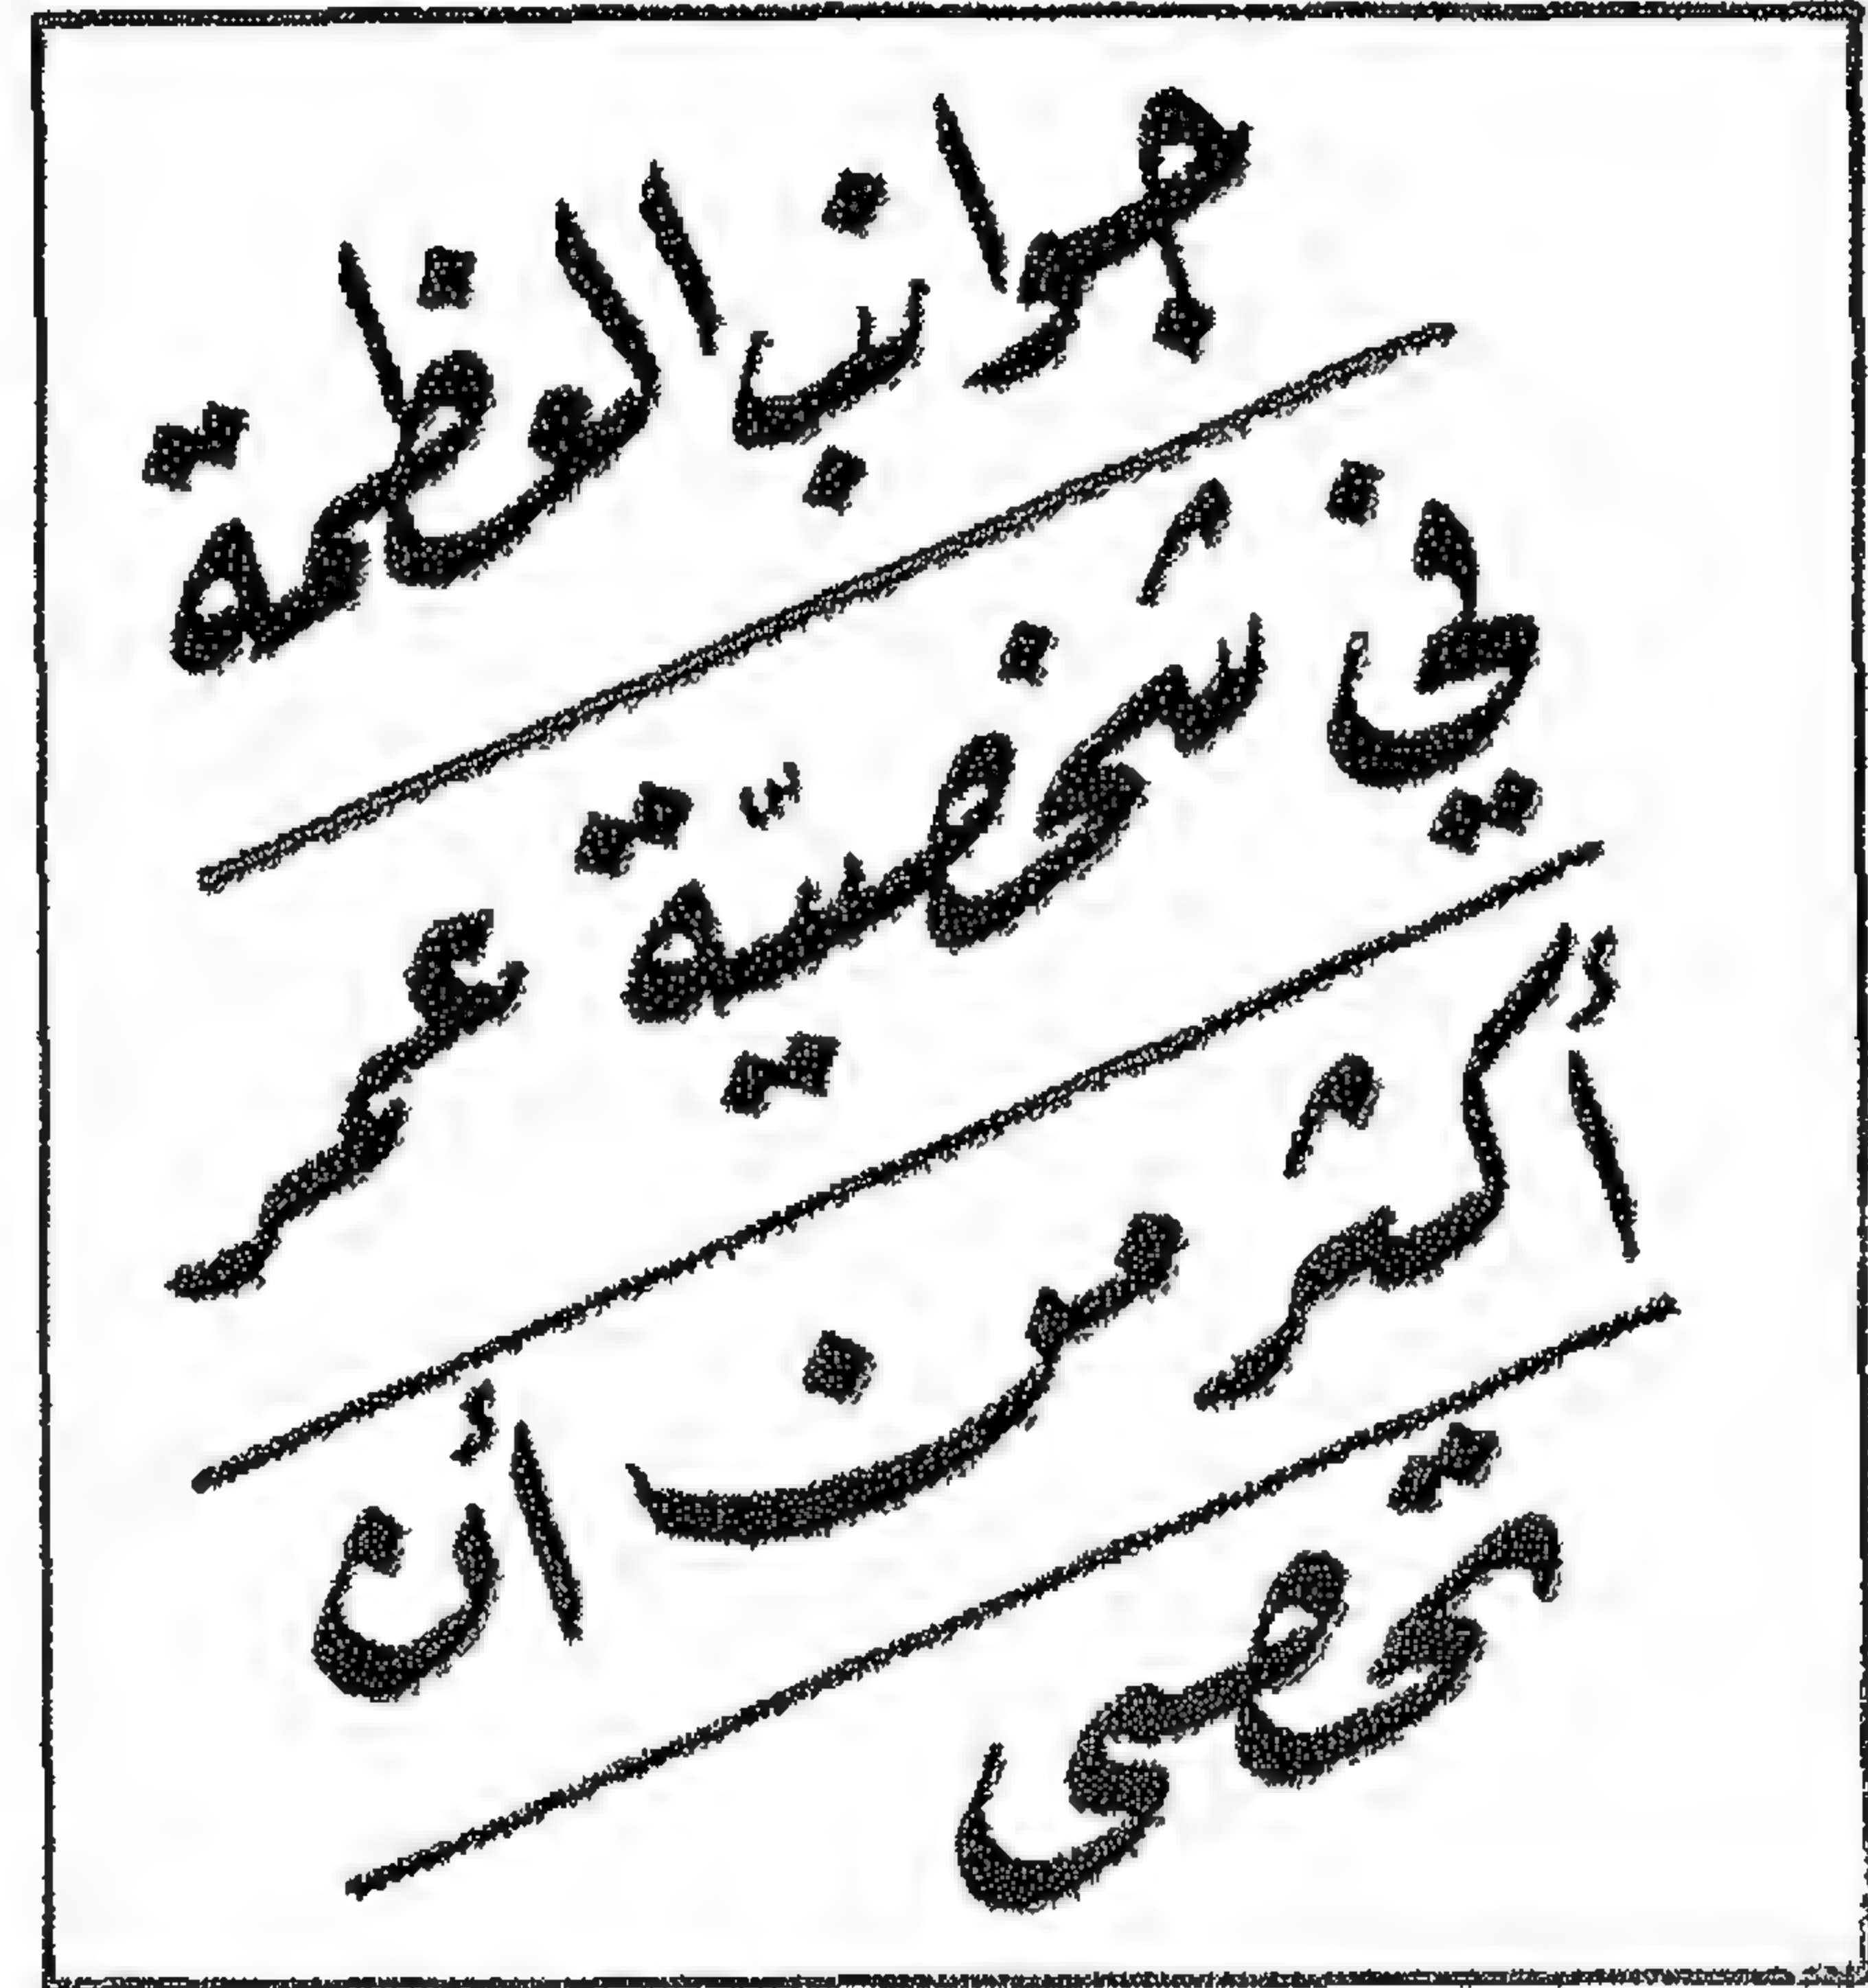 جوانب العظمة
في شخصية عمر
أكثر من أن
تحصى